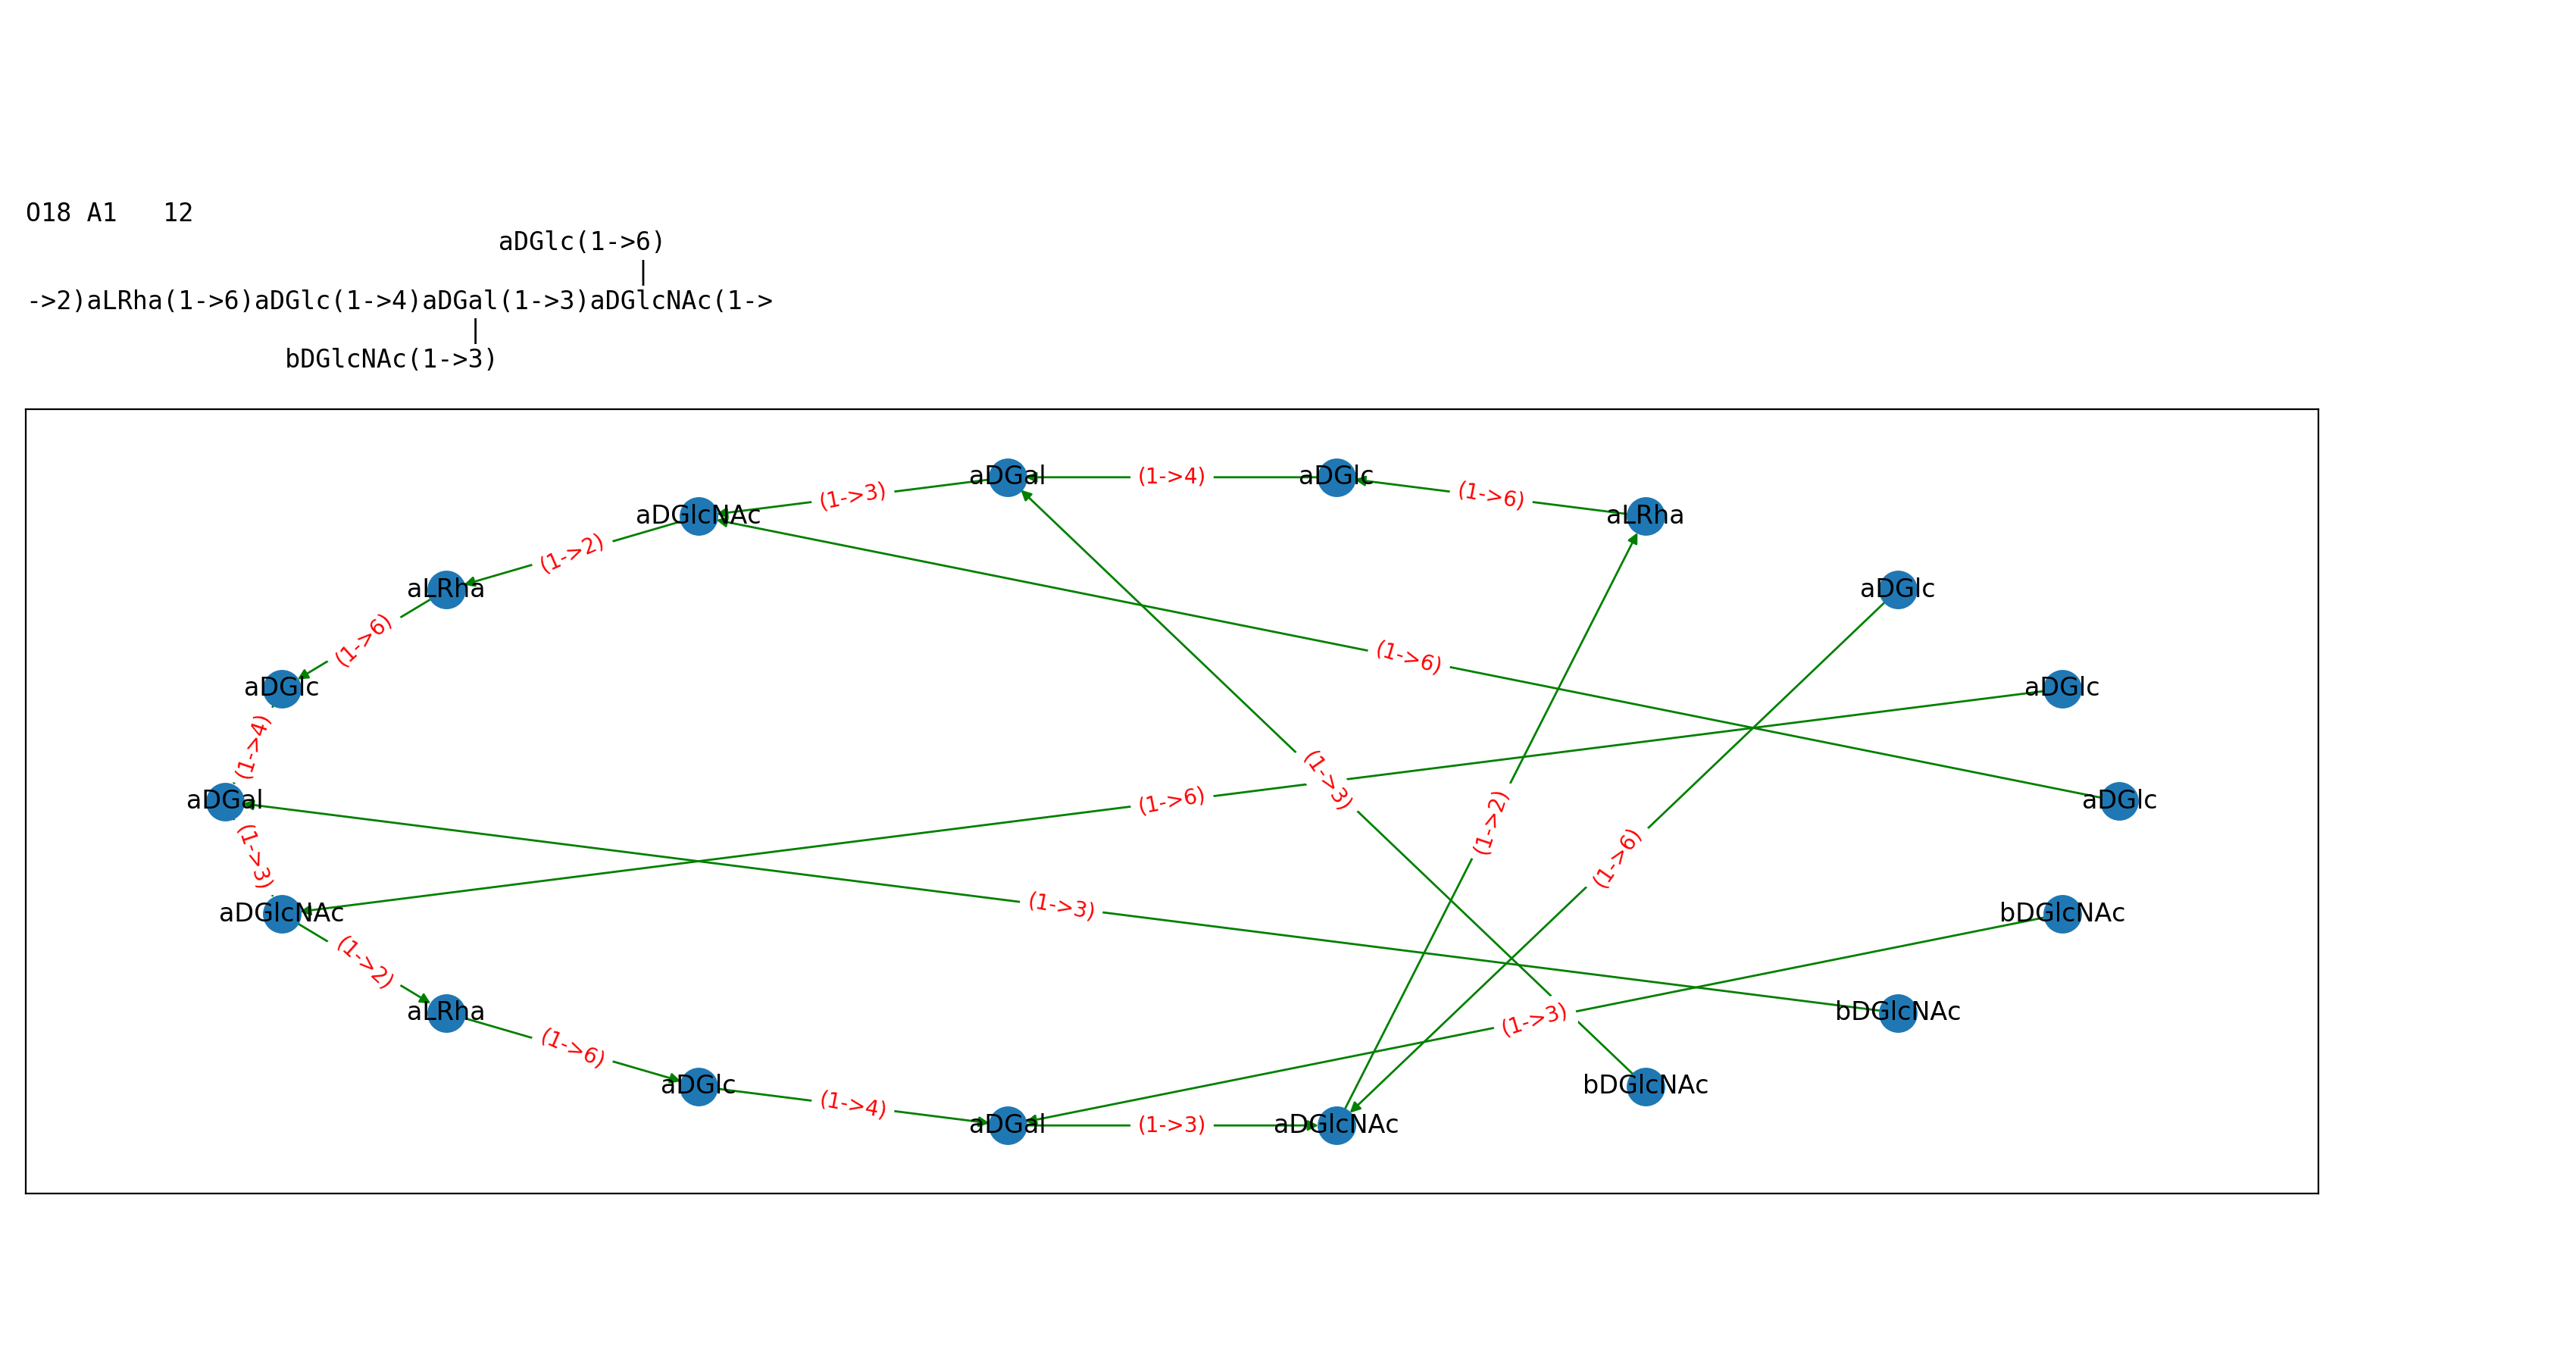 O18 A1   12
aDGlc(1->6)
|
->2)aLRha(1->6)aDGlc(1->4)aDGal(1->3)aDGlcNAc(1->
|
bDGlcNAc(1->3)
aDGal (1->4) aDGlc
(1->3) (1->6)
aDGlcNAc aLRha
(1->2)
aLRha aDGlc
(1->6) (1->6)
aDGlc aDGlc
(1->4) (1->3)
aDGal (1->6) (1->2) aDGlc
(1->3) (1->6)
aDGlcNAc (1->3) bDGlcNAc
(1->2)
aLRha (1->3) bDGlcNAc
(1->6)
aDGlc (1->4) bDGlcNAc
aDGal (1->3) aDGlcNAc